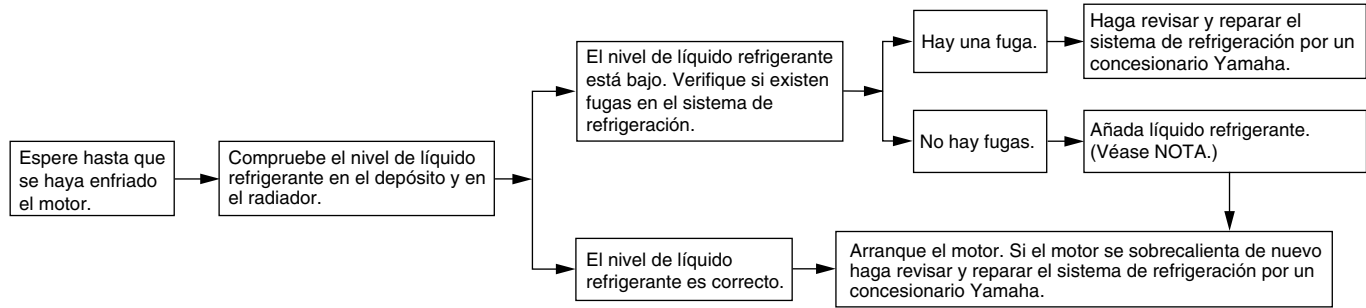 Espere hasta que
se haya enfriado
el motor.
Compruebe el nivel de líquido
refrigerante en el depósito y en
el radiador.
El nivel de líquido refrigerante
está bajo. Verifique si existen
fugas en el sistema de
refrigeración.
Hay una fuga.
Haga revisar y reparar el
sistema de refrigeración por un
concesionario Yamaha.
No hay fugas.
Añada líquido refrigerante.
(Véase NOTA.)
El nivel de líquido
refrigerante es correcto.
Arranque el motor. Si el motor se sobrecalienta de nuevo
haga revisar y reparar el sistema de refrigeración por un
concesionario Yamaha.